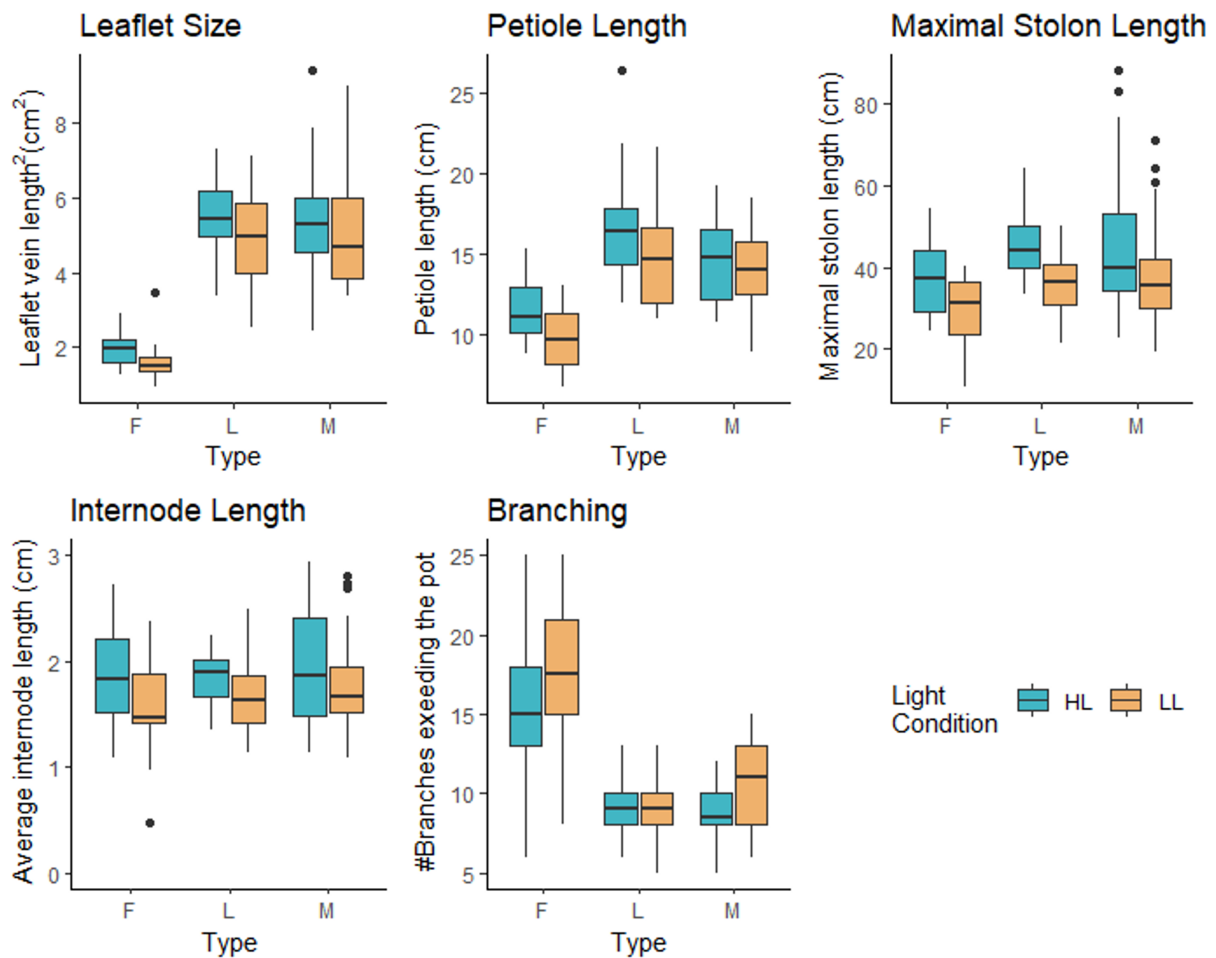 Leaflet Size
Leaflet vein length2(cm2)
8
6
4
2
F L M
Type
Petiole Length
Petiole length (cm)
25
20
15
10
F L M
Type
Maximal Stolon Length
Maximal stolon length (cm)
80
60
40
20
F L M
Type
Internode Length
Average internode length (cm)
3
2
1
0
F L M
Type
Branching
#Branches exeeding the pot
25
20
15
10
5
F L M
Type
Light
Condition
HL LL